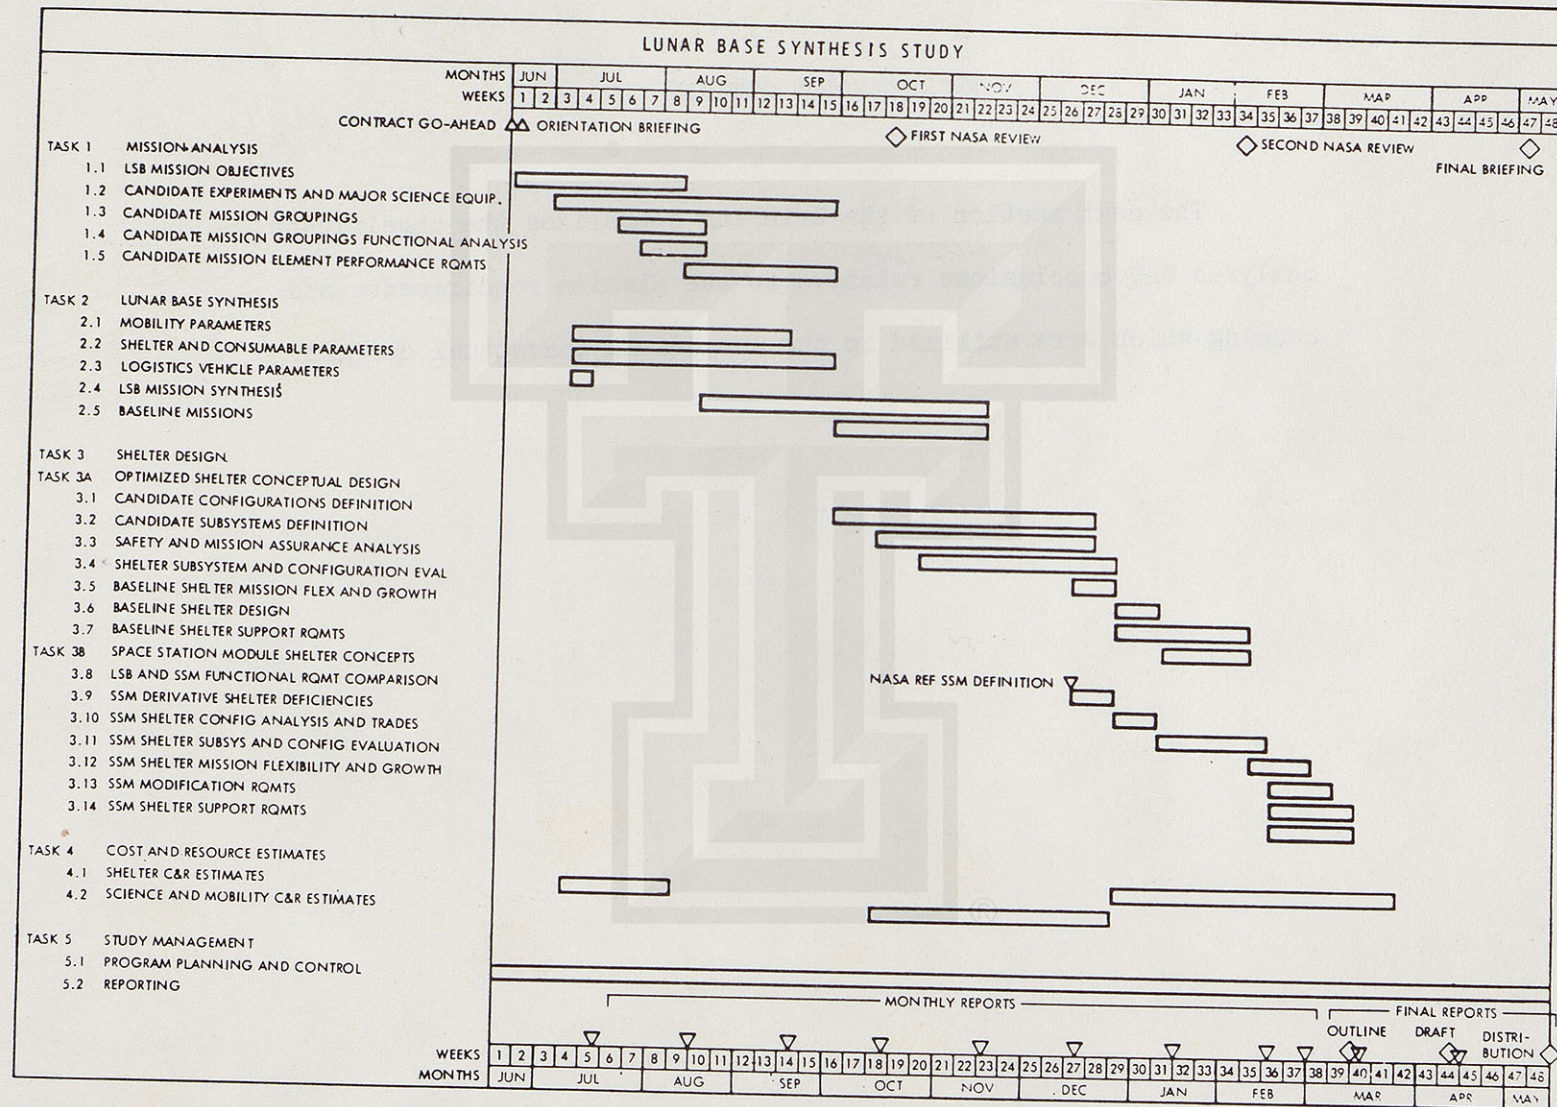 LUNAR BASE SYNTHESIS STUDY
MONTHS JUN JUL AUG SEP OCT NOV DEC JAN FEB MAR APR MAY
WEEKS 1 2 3 4 5 6 7 8 9 10 11 12 13 14 15 16 17 18 19 20 21 22 23 24 25 26 27 28 29 30 31 32 33 34 35 36 37 38 39 40 41 42 43 44 45 46 47 48
CONTRACT GO-AHEAD ORIENTATION BRIEFING FIRST NASA REVIEW SECOND NASA REVIEW
FINAL BRIEFING
TASK 1 MISSION ANALYSIS
1.1 LSB MISSION OBJECTIVES
1.2 CANDIDATE EXPERIMENTS AND MAJOR SCIENCE EQUIP.
1.3 CANDIDATE MISSION GROUPINGS
1.4 CANDIDATE MISSION GROUPINGS FUNCTIONAL ANALYSIS
1.5 CANDIDATE MISSION ELEMENT PERFORMANCE RQMTS
TASK 2 LUNAR BASE SYNTHESIS
2.1 MOBILITY PARAMETERS
2.2 SHELTER AND CONSUMABLE PARAMETERS
2.3 LOGISTICS VEHICLE PARAMETERS
2.4 LSB MISSION SYNTHESIS
2.5 BASELINE MISSIONS
TASK 3 SHELTER DESIGN
TASK 3A OPTIMIZED SHELTER CONCEPTUAL DESIGN
3.1 CANDIDATE CONFIGURATIONS DEFINITION
3.2 CANDIDATE SUBSYSTEMS DEFINITION
3.3 SAFETY AND MISSION ASSURANCE ANALYSIS
3.4 SHELTER SUBSYSTEM AND CONFIGURATION EVAL
3.5 BASELINE SHELTER MISSION FLEX AND GROWTH
3.6 BASELINE SHELTER DESIGN
3.7 BASELINE SHELTER SUPPORT RQMTS
TASK 3B SPACE STATION MODULE SHELTER CONCEPTS
3.8 LSB AND SSM FUNCTIONAL RQMT COMPARISON
NASA REF SSM DEFINITION
3.9 SSM DERIVATIVE SHELTER DEFICIENCIES
3.10 SSM SHELTER CONFIG ANALYSIS AND TRADES
3.11 SSM SHELTER SUBSYS AND CONFIG EVALUATION
3.12 SSM SHELTER MISSION FLEXIBILITY AND GROWTH
3.13 SSM MODIFICATION RQMTS
3.14 SSM SHELTER SUPPORT RQMTS
TASK 4 COST AND RESOURCE ESTIMATES
4.1 SHELTER C&R ESTIMATES
4.2 SCIENCE AND MOBILITY C&R ESTIMATES
TASK 5 STUDY MANAGEMENT
5.1 PROGRAM PLANNING AND CONTROL
5.2 REPORTING
MONTHLY REPORTS FINAL REPORTS
OUTLINE DRAFT DISTRI-
BUTION
WEEKS 1 2 3 4 5 6 7 8 9 10 11 12 13 14 15 16 17 18 19 20 21 22 23 24 25 26 27 28 29 30 31 32 33 34 35 36 37 38 39 40 41 42 43 44 45 46 47 48
MONTHS JUN JUL AUG SEP OCT NOV DEC JAN FEB MAR APR MAY